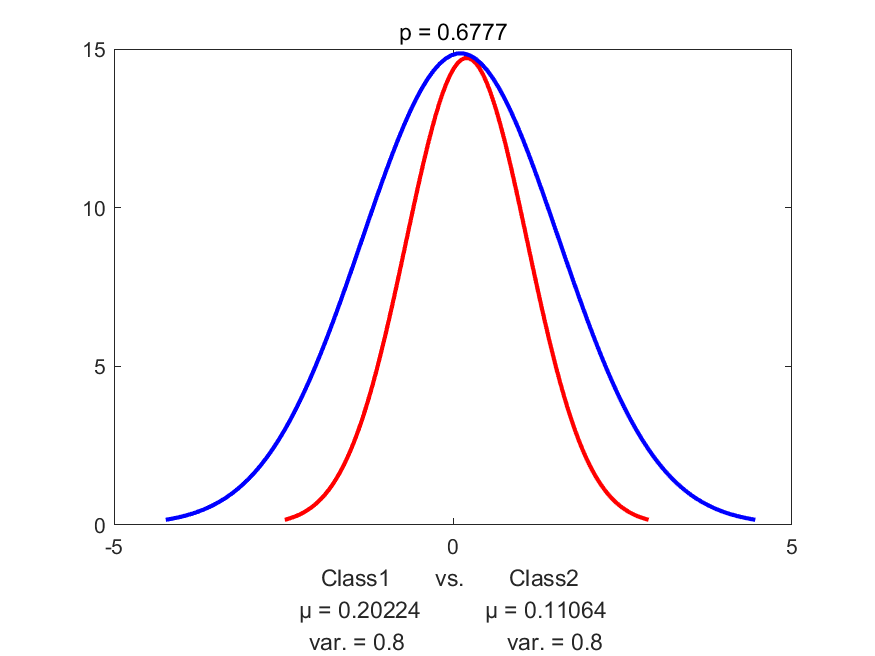 p = 0.6777
15
10
5
0
-5 0 5
Class1 vs. Class2
μ = 0.20224 μ = 0.11064
var. = 0.8 var. = 0.8